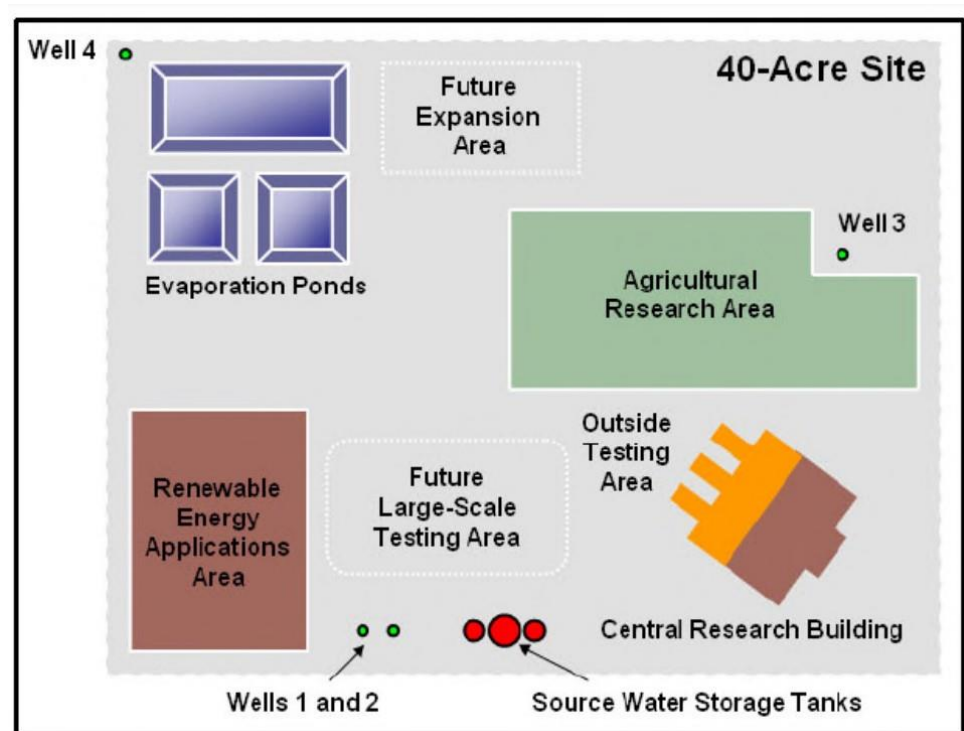 Well 4
40-Acre Site
Future
Expansion
Area
Well 3
Evaporation Ponds
Agricultural
Research Area
Outside
Testing
Area
Renewable
Energy
Applications
Area
Future
Large-Scale
Testing Area
Central Research Building
Wells 1 and 2
Source Water Storage Tanks